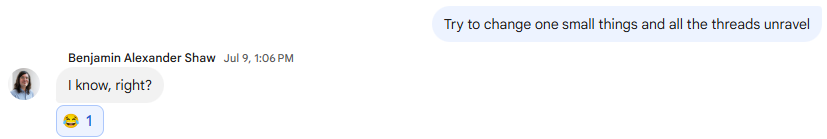 Try to change one small things and all the threads unravel
Benjamin Alexander Shaw Jul 9, 1:06 PM
I know, right?
😂 1